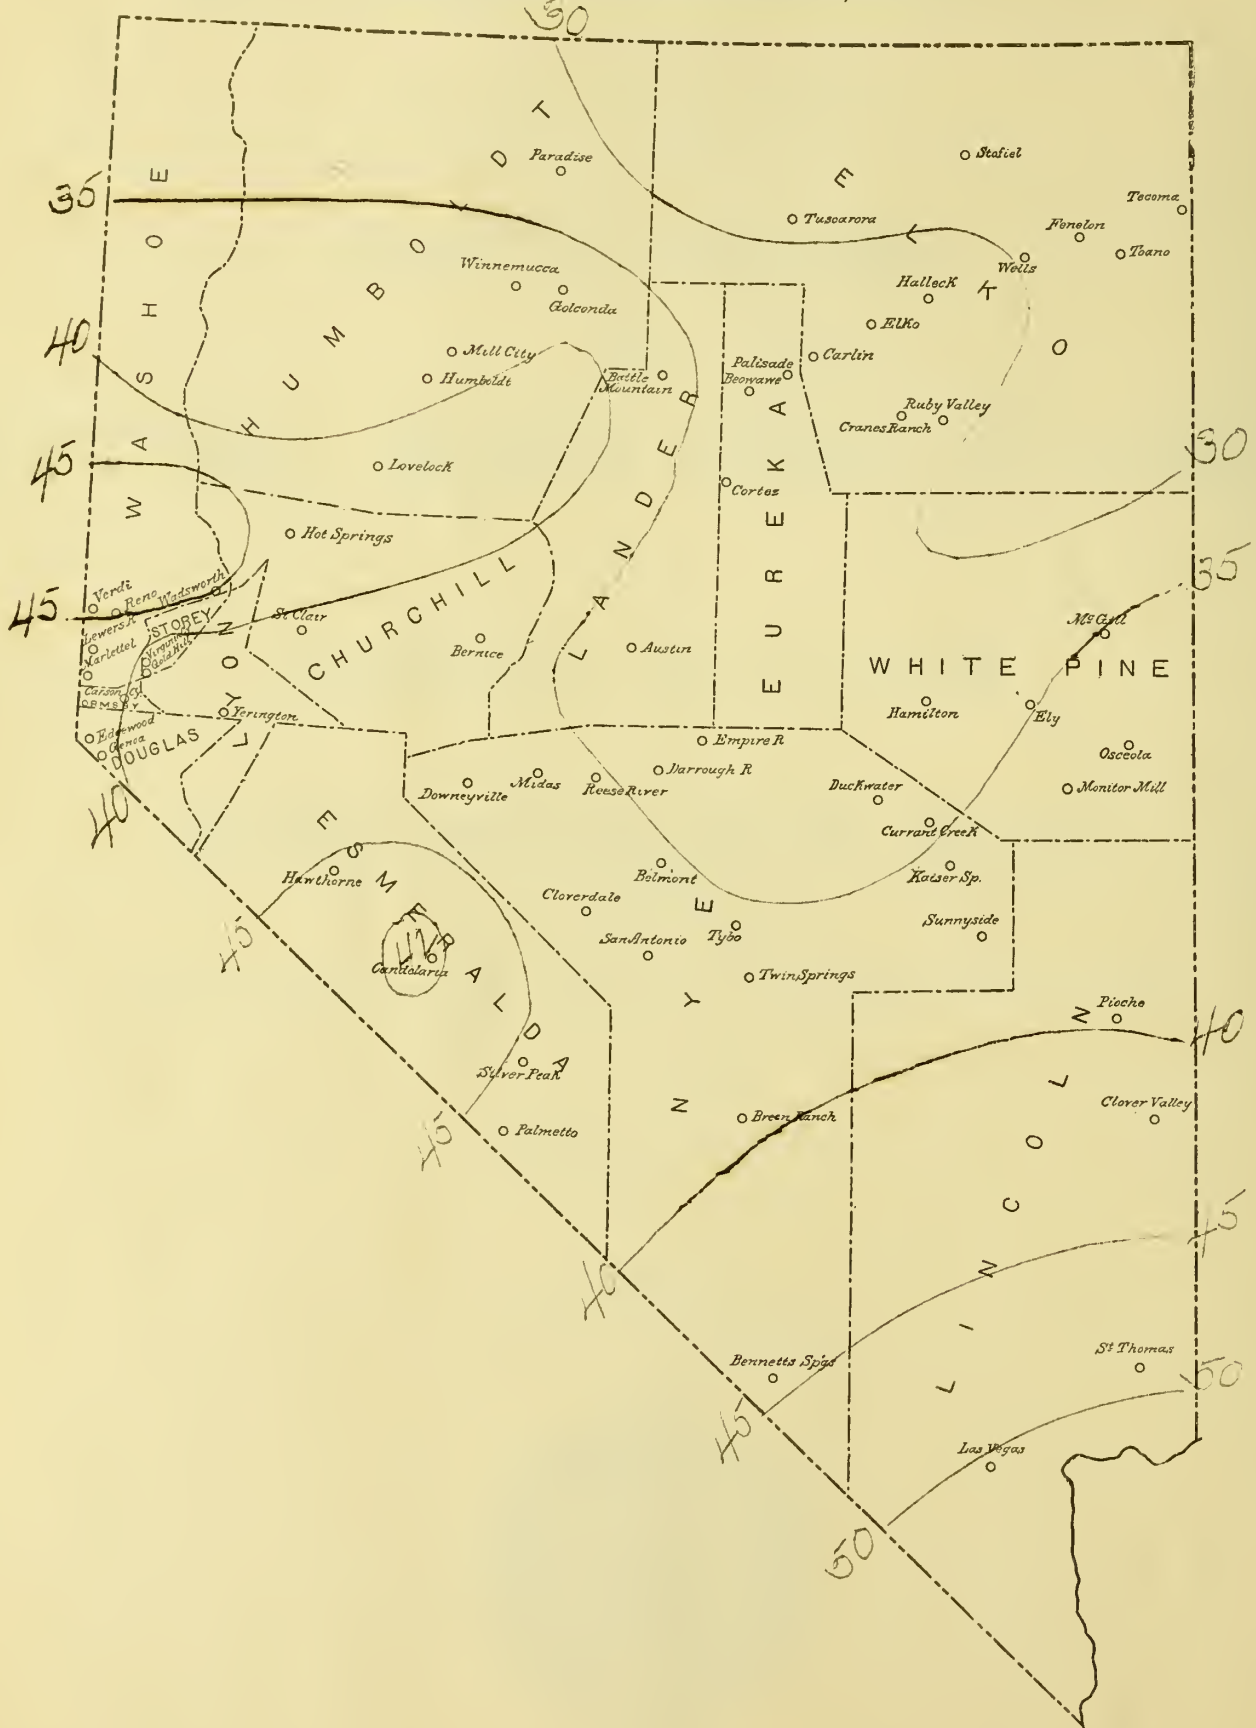 30
Paradise
Stofiel
35
Tecoma
Tuscarora
Fenelon
Wells
Toano
Winnemucca
Halleck
Golconda
Elko
40
Mill City
Carlin
Palisade
Humboldt
Battle
Mountain
Beowawe
Ruby Valley
Cranes Ranch
WASHOE
HUMBOLDT
ELKO
30
45
Lovelock
Cortez
LANDER
EUREKA
Hot Springs
35
Verdi
Reno
Wadsworth
45
Lewers R
STOREY
St Clair
CHURCHILL
McGill
Marlettel
Virginia
Gold Hill
Bernice
Austin
WHITE PINE
Carson Cy
ORMSBY
LYON
Yerington
Hamilton
Ely
Edgewood
Genoa
DOUGLAS
Empire R
Osceola
Darrough R
Downeyville
Midas
Reese River
Duckwater
Monitor Mill
40
Currant Creek
ESMERALDA
Hawthorne
Belmont
Kaiser Sp.
Cloverdale
45
Sunnyside
San Antonio
Tybo
Candelaria
Twin Springs
NYE
Pioche
40
Silver Peak
45
Palmetto
Breen Ranch
Clover Valley
LINCOLN
45
40
Bennetts Spgs
St Thomas
50
45
Las Vegas
50